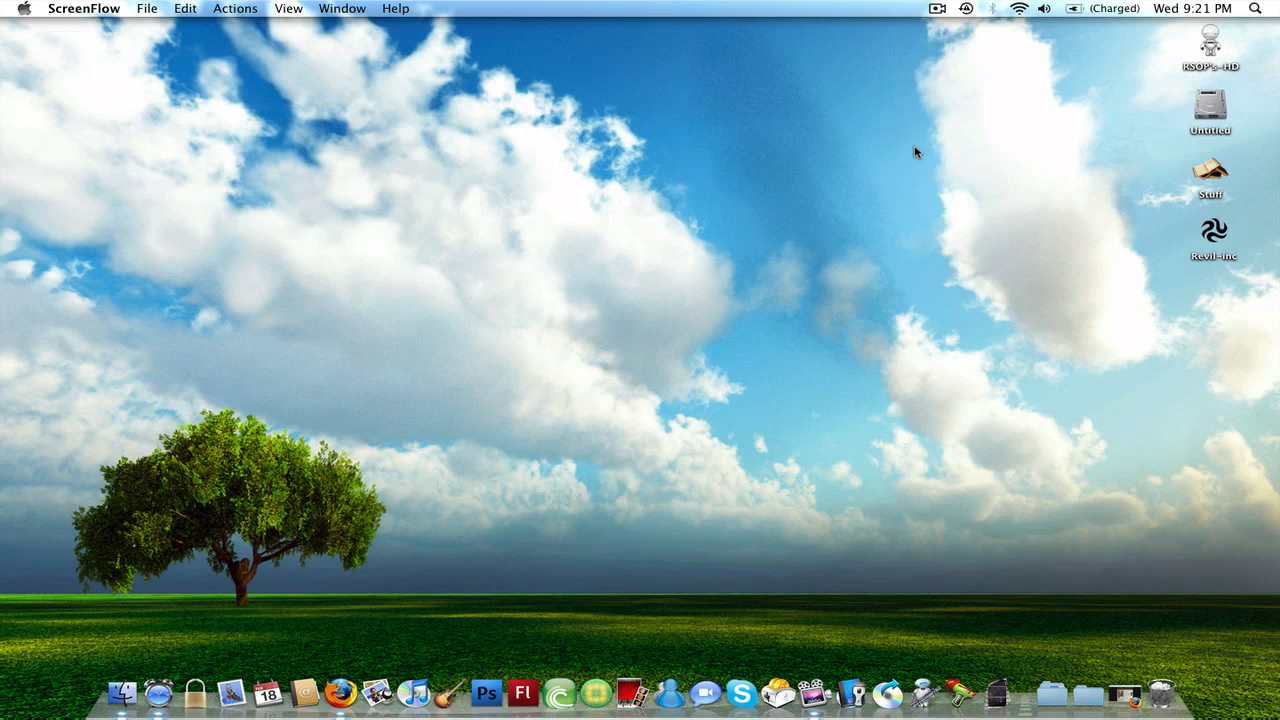 ScreenFlow File Edit Actions View Window Help (Charged) Wed 9:21 PM
RSOP's-HD
Untitled
Stuff
Revil-inc
FEB
18
Ps
Fl